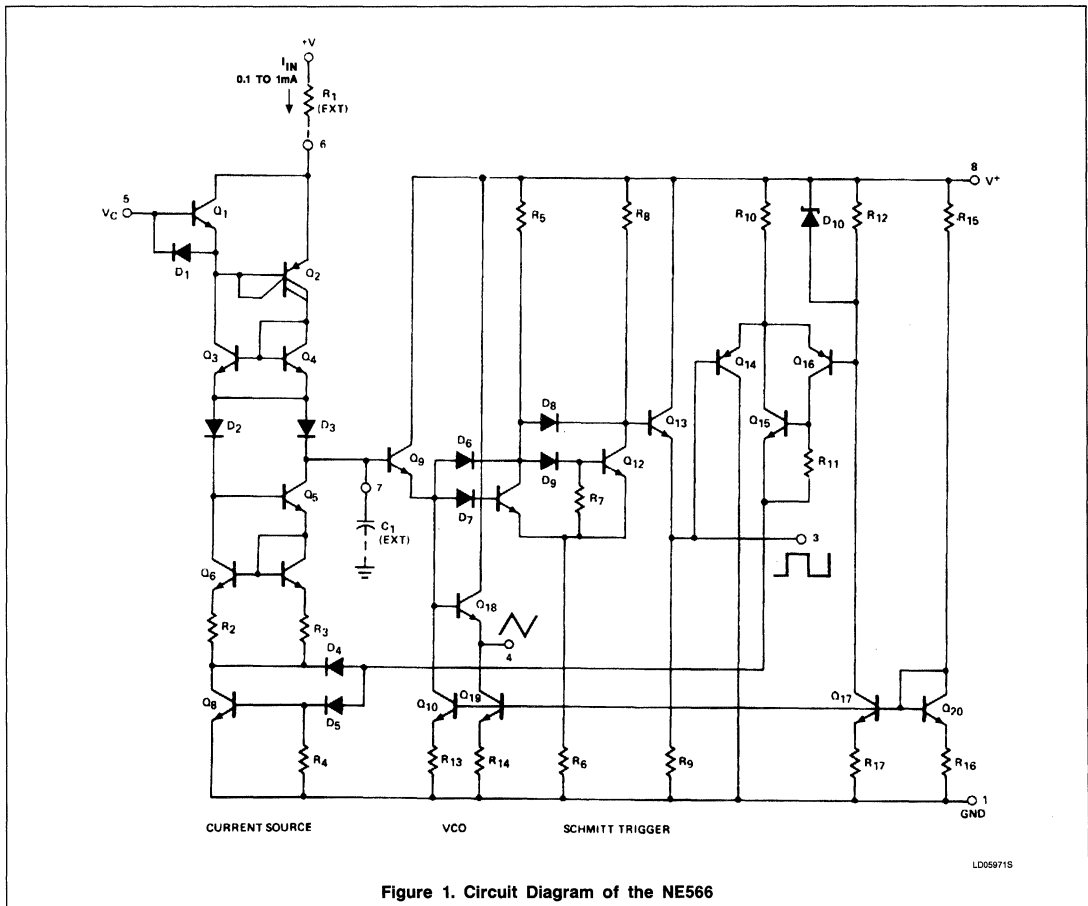 +V
I_IN
0.1 TO 1mA
R1
(EXT)
6
8
V+
5
VC
Q1
D1
Q2
R5
R8
R10
D10
R12
R15
Q3
Q4
Q14
Q16
D2
D3
D8
Q13
Q15
Q9
D6
D9
Q12
R11
7
Q5
D7
R7
C1
(EXT)
3
Q6
Q18
R2
R3
4
D4
Q8
D5
Q10
Q19
Q17
Q20
R4
R13
R14
R6
R9
R17
R16
1
GND
CURRENT SOURCE VCO SCHMITT TRIGGER
LD05971S
Figure 1. Circuit Diagram of the NE566